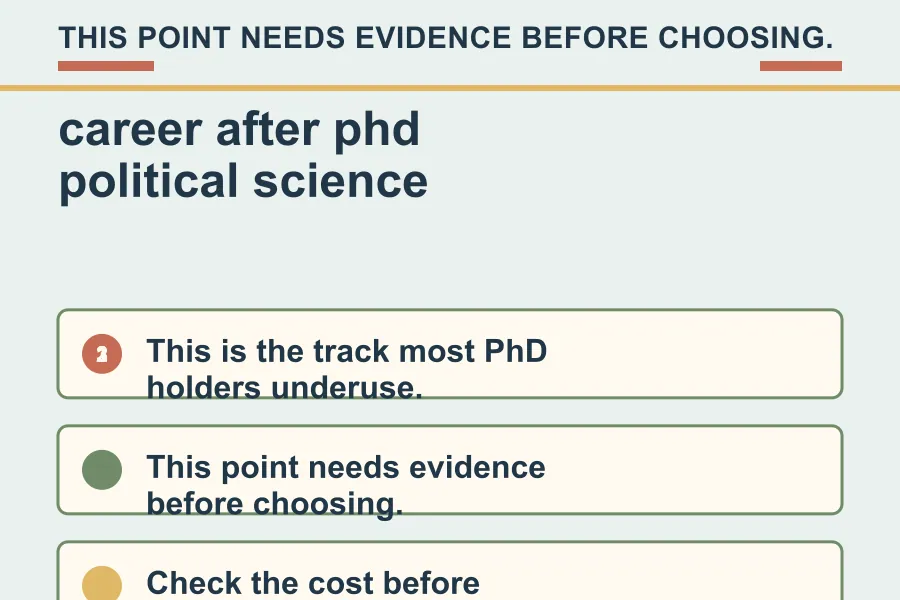 THIS POINT NEEDS EVIDENCE BEFORE CHOOSING.
career after phd
political science
This is the track most PhD
holders underuse.
This point needs evidence
before choosing.
Check the cost before